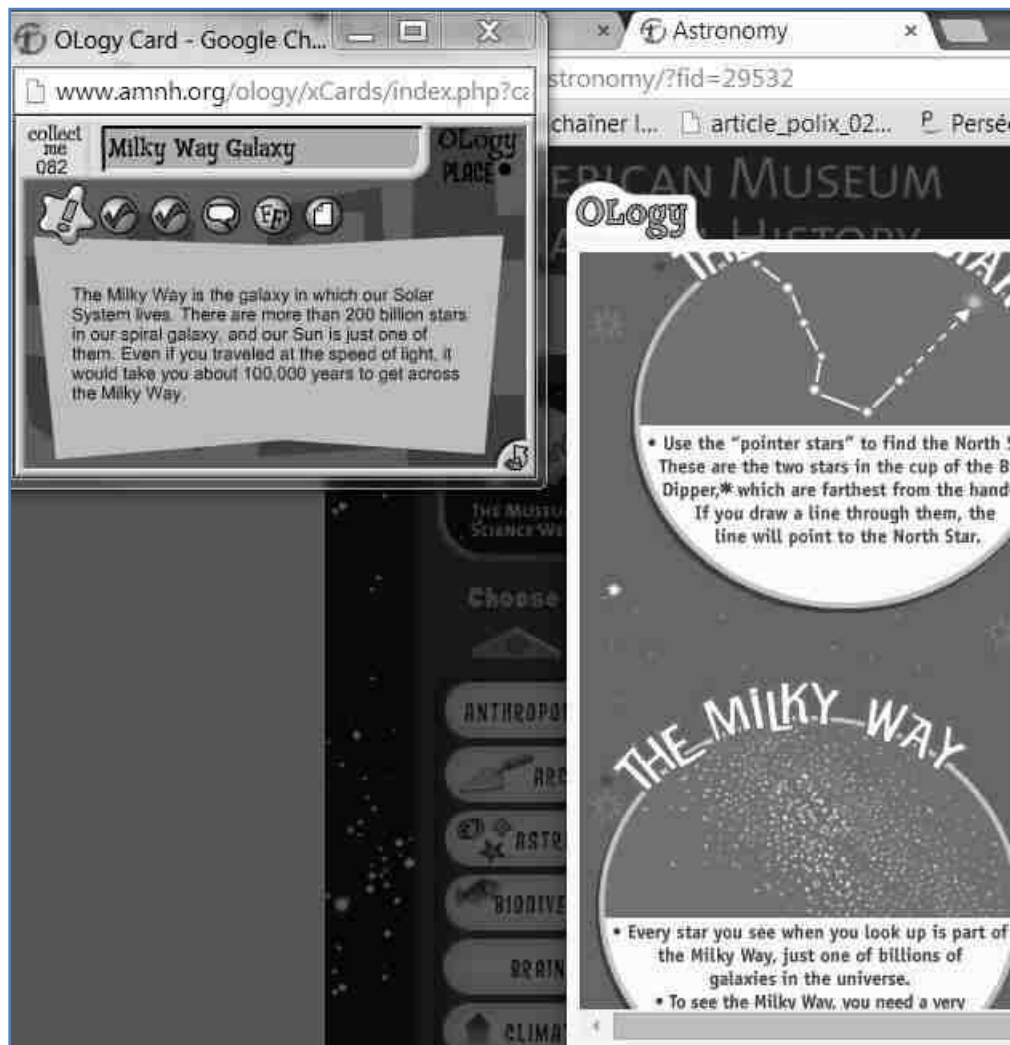 OLogy Card - Google Ch...
www.amnh.org/ology/xCards/index.php?ca
collect
me
082
Milky Way Galaxy
OLogy
PLACE
The Milky Way is the galaxy in which our Solar
System lives. There are more than 200 billion stars
in our spiral galaxy, and our Sun is just one of
them. Even if you traveled at the speed of light, it
would take you about 100,000 years to get across
the Milky Way.
Astronomy
stronomy/?fid=29532
chaîner l...
article_polix_02...
Persé
ERICAN MUSEUM
HISTORY
OLogy
THE
• Use the “pointer stars” to find the North S
These are the two stars in the cup of the B
Dipper,* which are farthest from the hand
If you draw a line through them, the
line will point to the North Star.
THE MUSEU
SCIENCE WE
Choose
ANTHROPO
ARC
ASTR
BIODIVE
BRAIN
CLIMA
THE MILKY WAY
• Every star you see when you look up is part of
the Milky Way, just one of billions of
galaxies in the universe.
• To see the Milky Way, you need a very